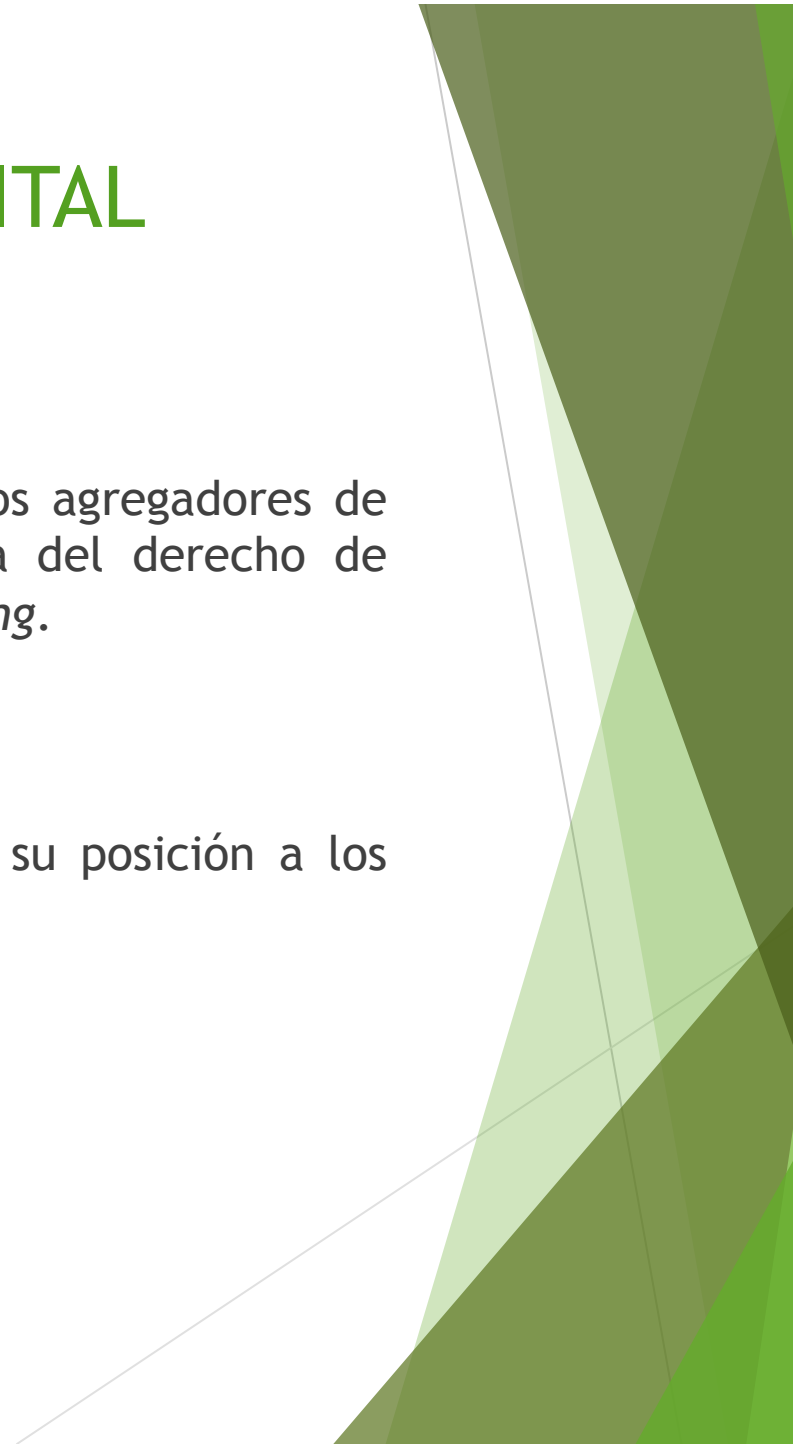 ITAL
os agregadores de
a del derecho de
ng.
su posición a los